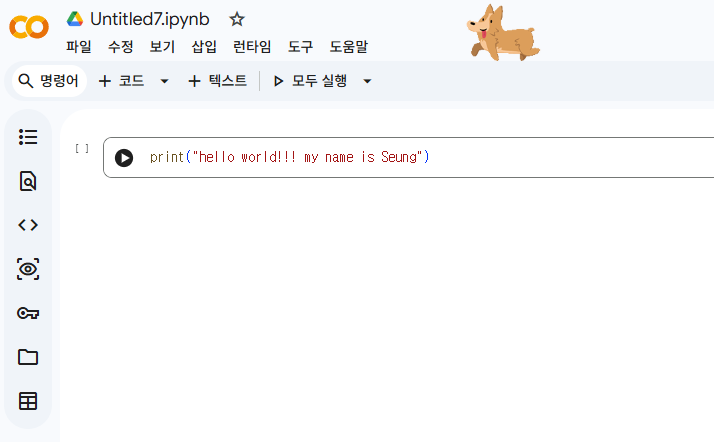 Untitled7.ipynb
파일 수정 보기 삽입 런타임 도구 도움말
명령어 + 코드 + 텍스트 모두 실행
[ ] print("hello world!!! my name is Seung")